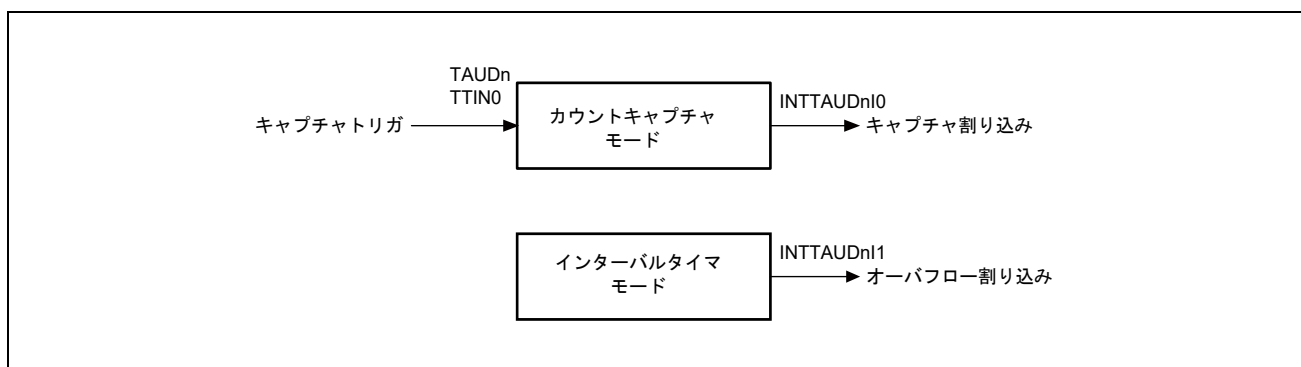 TAUDn
TTIN0
キャプチャトリガ
カウントキャプチャ
モード
INTTAUDnI0
キャプチャ割り込み
インターバルタイマ
モード
INTTAUDnI1
オーバフロー割り込み